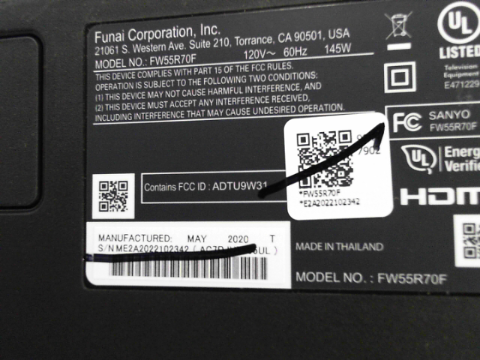 Funai Corporation, Inc.
21061 S. Western Ave. Suite 210, Torrance, CA 90501, USA
MODEL NO.: FW55R70F 120V~ 60Hz 145W
THIS DEVICE COMPLIES WITH PART 15 OF THE FCC RULES.
OPERATION IS SUBJECT TO THE FOLLOWING TWO CONDITIONS:
(1) THIS DEVICE MAY NOT CAUSE HARMFUL INTERFERENCE, AND
(2) THIS DEVICE MUST ACCEPT ANY INTERFERENCE RECEIVED,
INCLUDING INTERFERENCE THAT MAY CAUSE UNDESIRED OPERATION.
UL
LISTED
E471229
FC SANYO
FW55R70F
UL Energy
Verified
HDMI
Contains FCC ID: ADTU9W31
*FW55R70F
*E2A2022102342
MANUFACTURED: MAY 2020 T
S/N ME2A2022102342
MADE IN THAILAND
MODEL NO.: FW55R70F